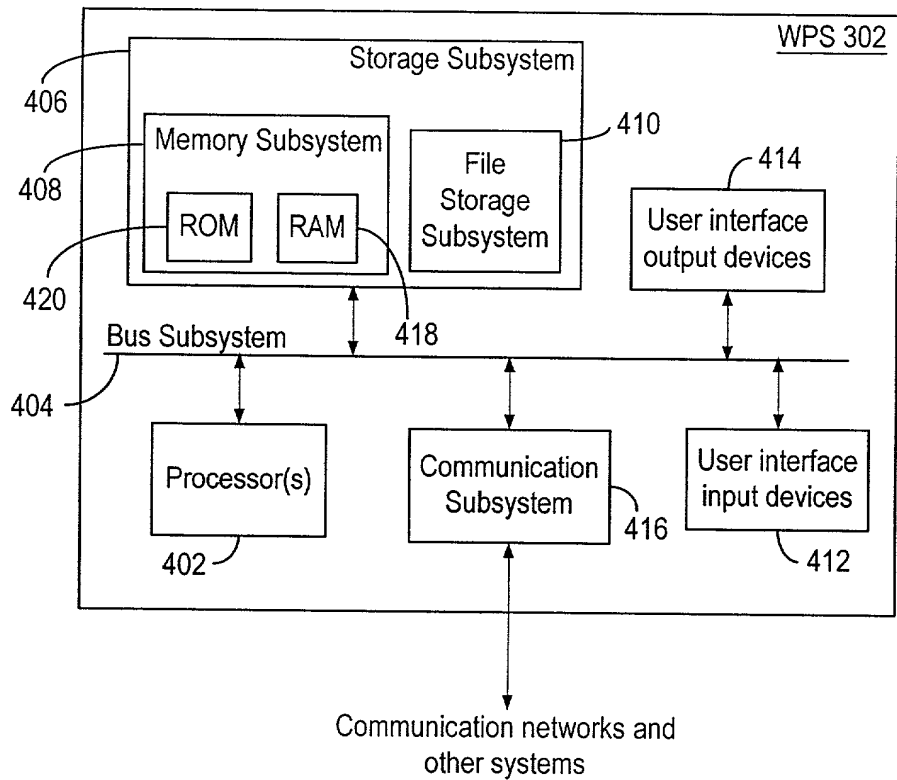 WPS 302
Storage Subsystem
406
Memory Subsystem
408
ROM
RAM
420
418
File
Storage
Subsystem
410
414
User interface
output devices
Bus Subsystem
404
Processor(s)
402
Communication
Subsystem
416
User interface
input devices
412
Communication networks and
other systems